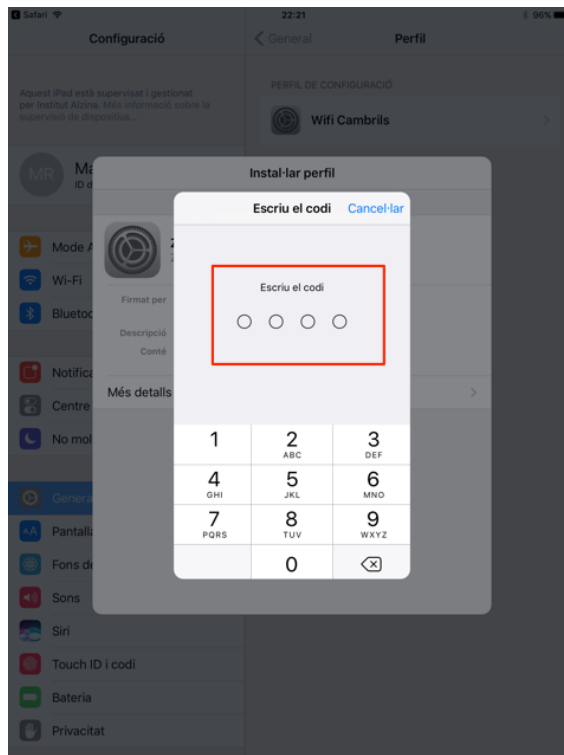 Safari
22:21
96%
Configuració
General
Perfil
Aquest iPad està supervisat i gestionat
per Institut Alzina. Més informació sobre la
supervisió de dispositius...
PERFIL DE CONFIGURACIÓ
Wifi Cambrils
MR
Instal·lar perfil
Escriu el codi
Cancel·lar
Mode
Wi-Fi
Firmat per
Escriu el codi
Descripció
Conté
Més detalls
Centre
No mol
1
2
3
ABC
DEF
4
5
6
GHI
JKL
MNO
7
8
9
PQRS
TUV
WXYZ
0
Genera
AA
Pantalla
Fons de
Sons
Siri
Touch ID i codi
Bateria
Privacitat